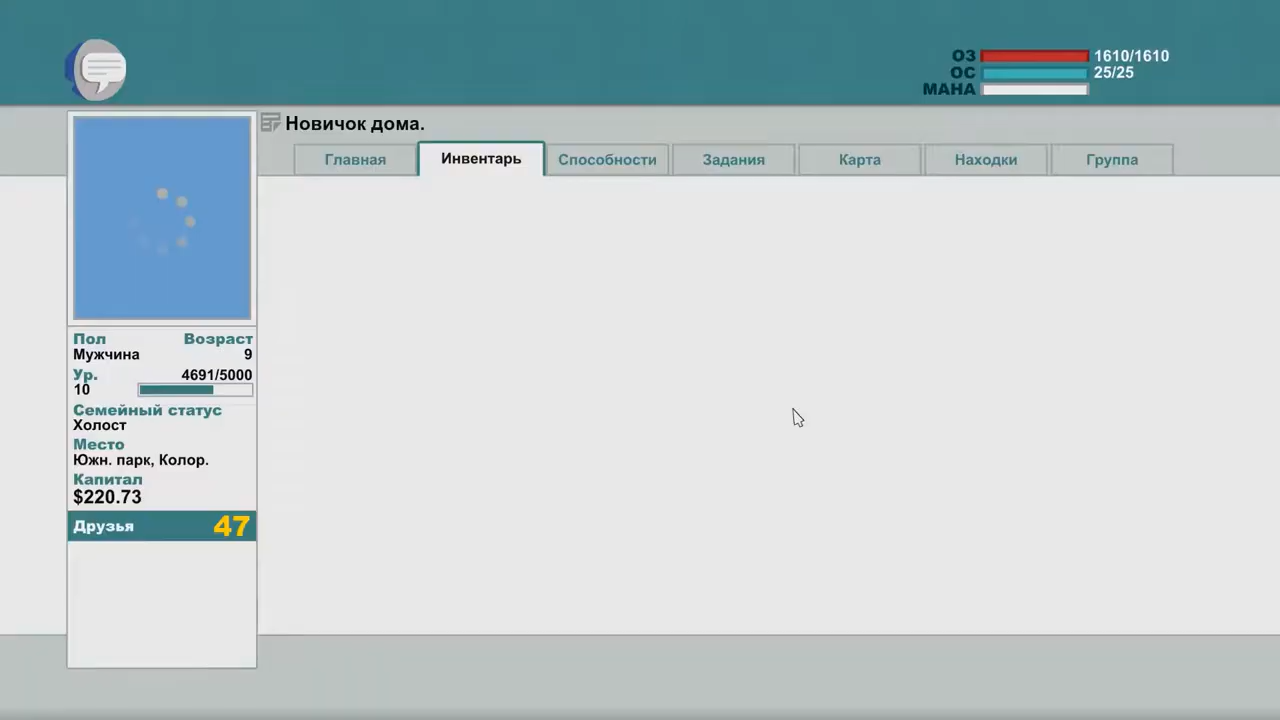 ОЗ 1610/1610
ОС 25/25
МАНА
Новичок дома.
Главная Инвентарь Способности Задания Карта Находки Группа
Пол Возраст
Мужчина 9
Ур. 4691/5000
10
Семейный статус
Холост
Место
Южн. парк, Колор.
Капитал
$220.73
Друзья 47